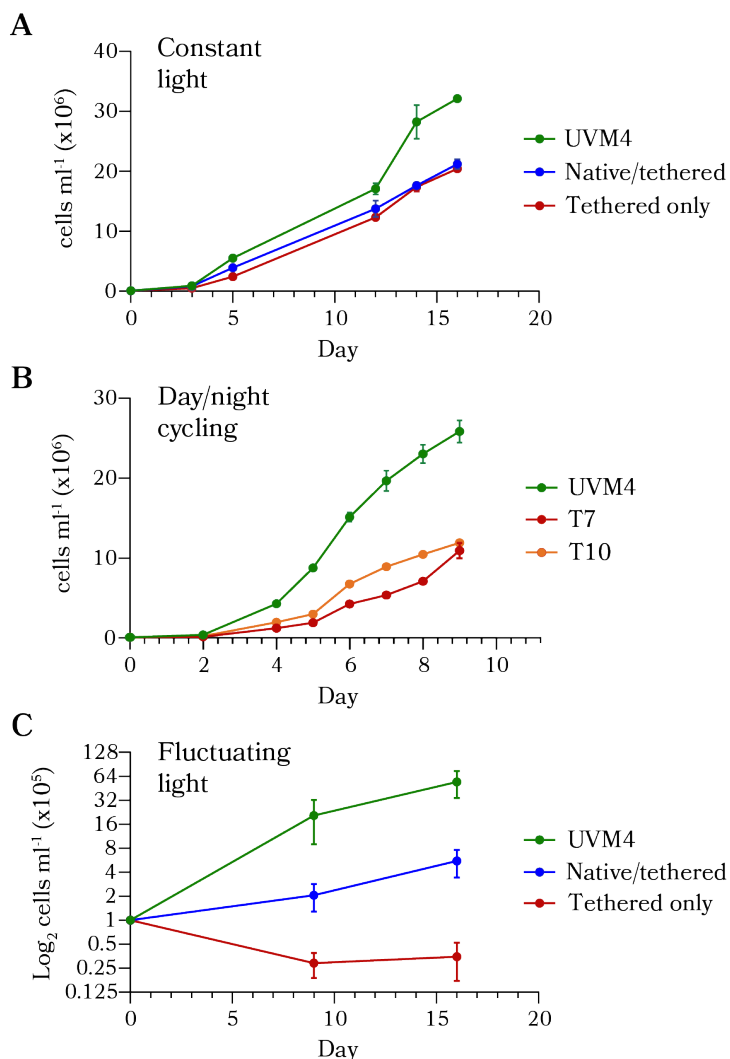 A
Constant
light
cells ml⁻¹ (x10⁶)
40
30
20
10
0
0 5 10 15 20
Day
UVM4
Native/tethered
Tethered only
B
Day/night
cycling
cells ml⁻¹ (x10⁶)
30
20
10
0
0 2 4 6 8 10
Day
UVM4
T7
T10
C
Fluctuating
light
Log₂ cells ml⁻¹ (x10⁵)
128
64
32
16
8
4
2
1
0.5
0.25
0.125
0 5 10 15 20
Day
UVM4
Native/tethered
Tethered only